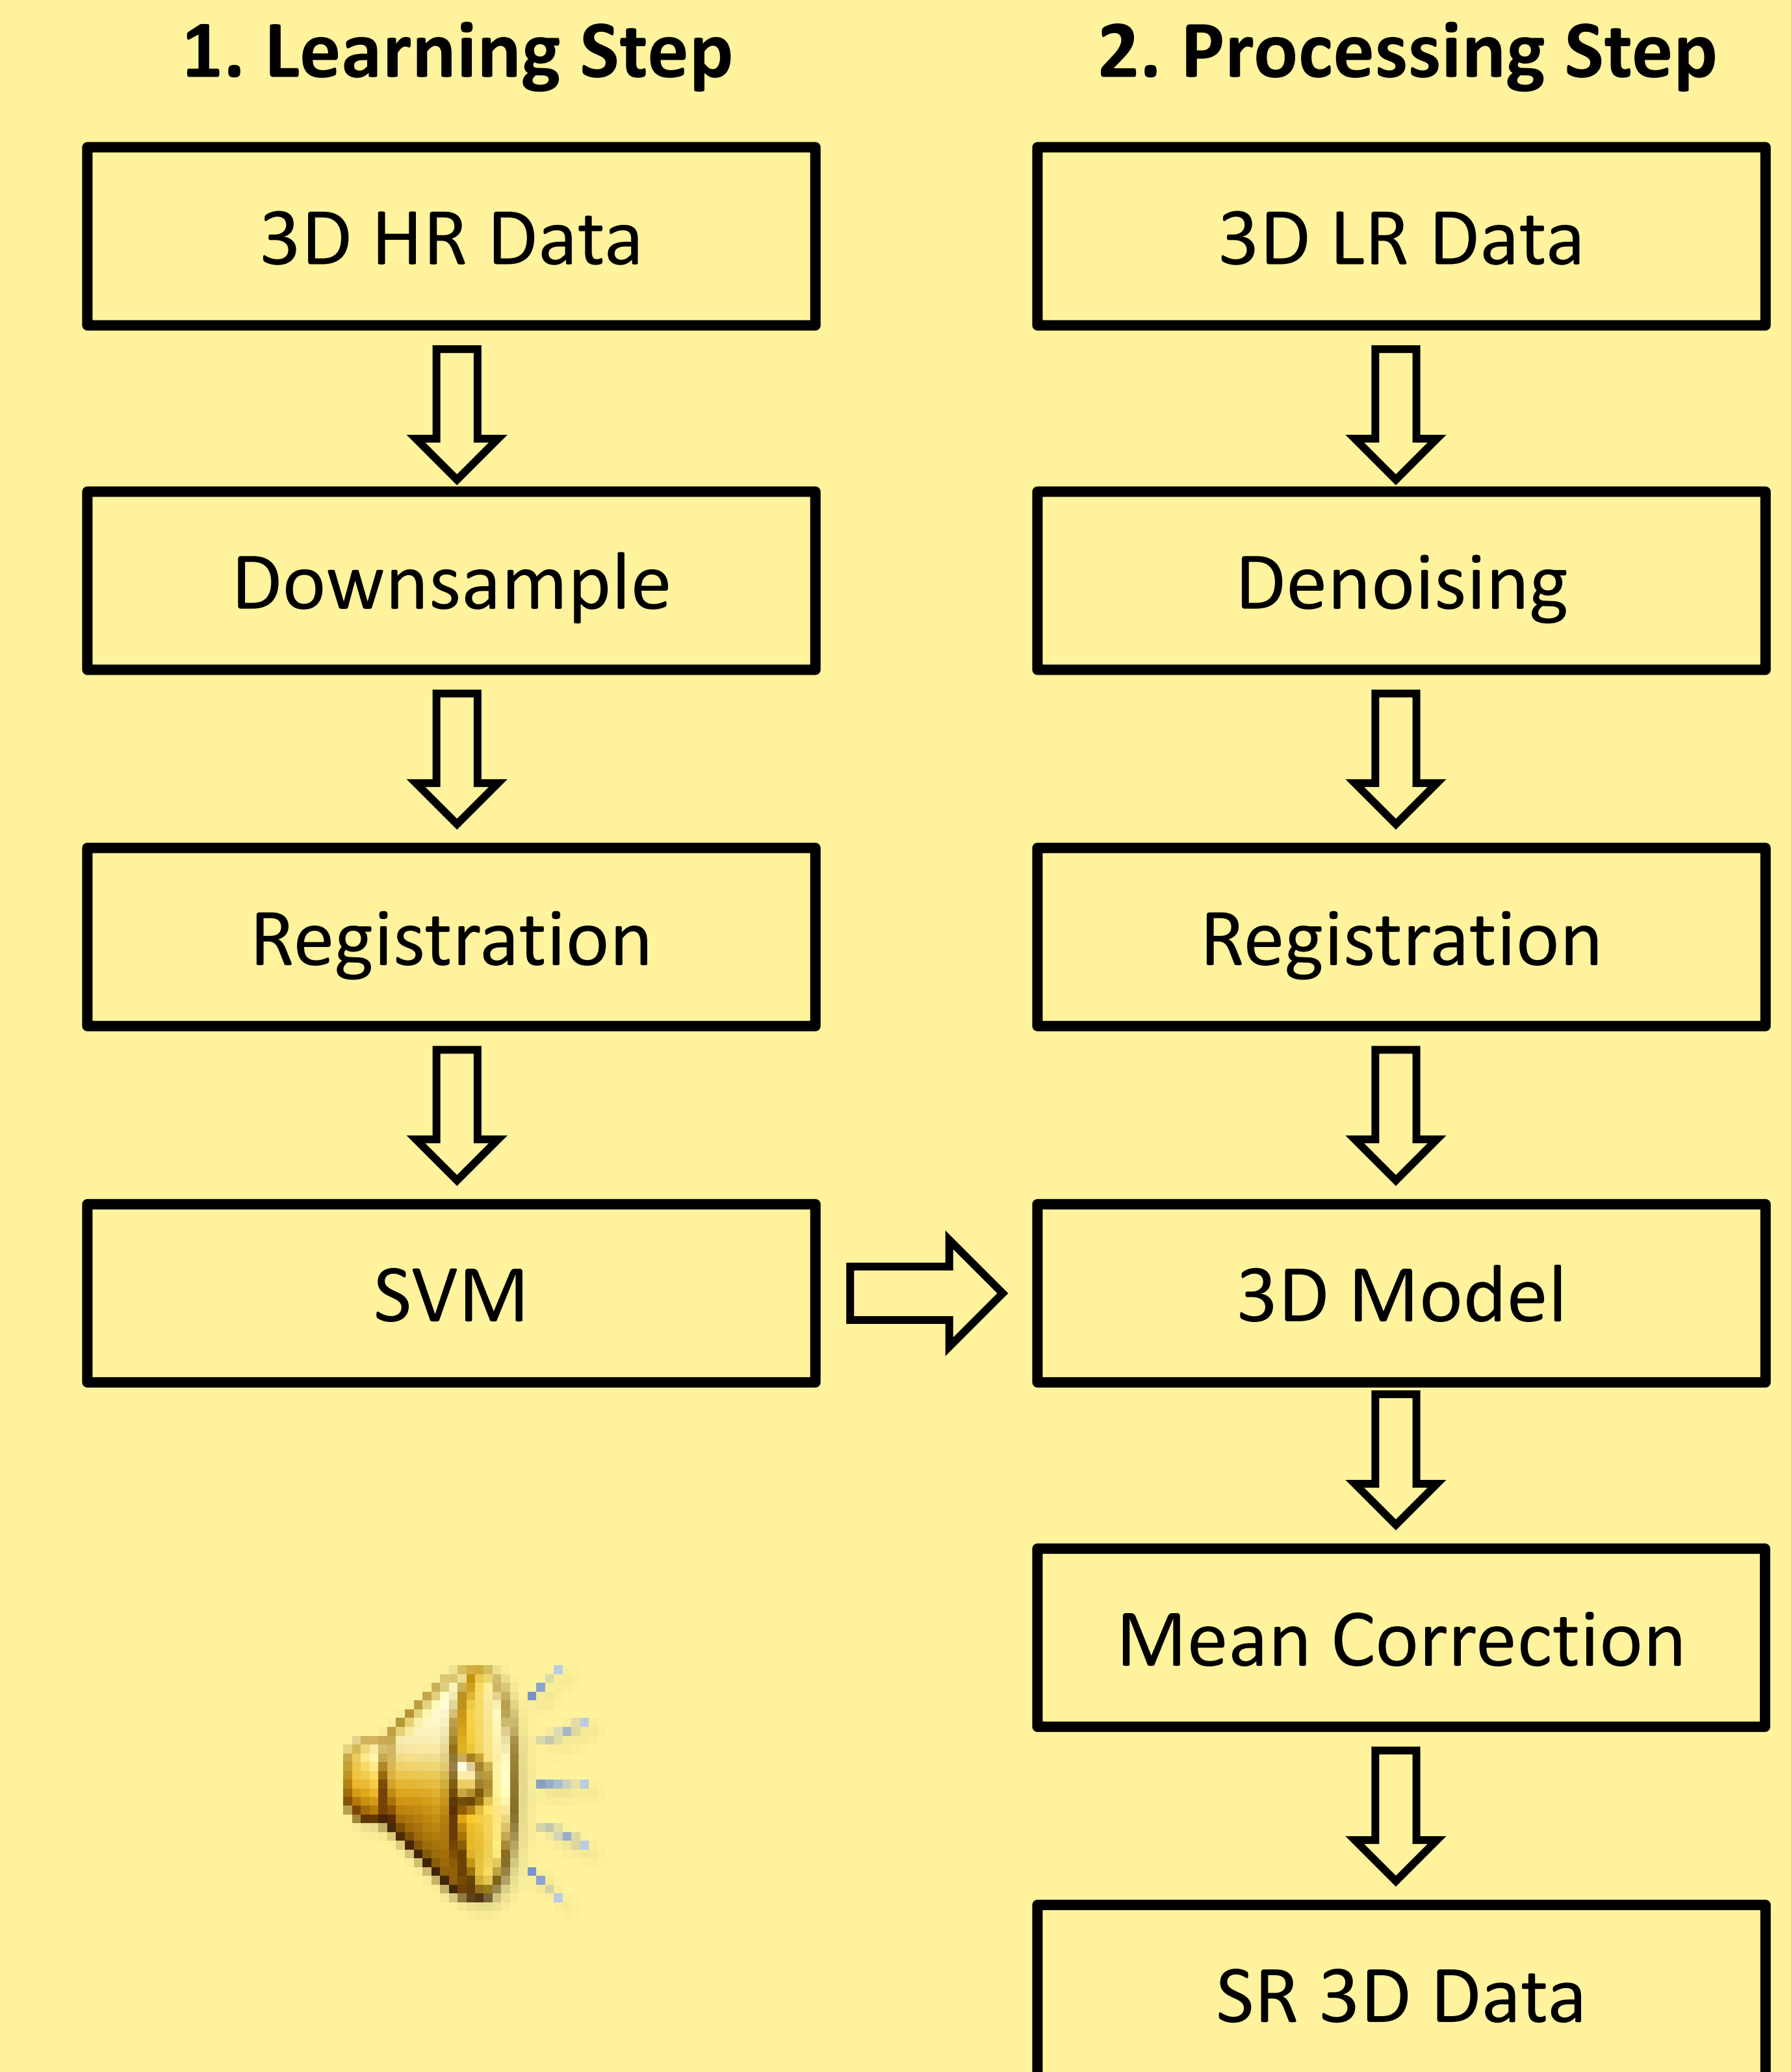 1. Learning Step
3D HR Data
Downsample
Registration
SVM
2. Processing Step
3D LR Data
Denoising
Registration
3D Model
Mean Correction
SR 3D Data